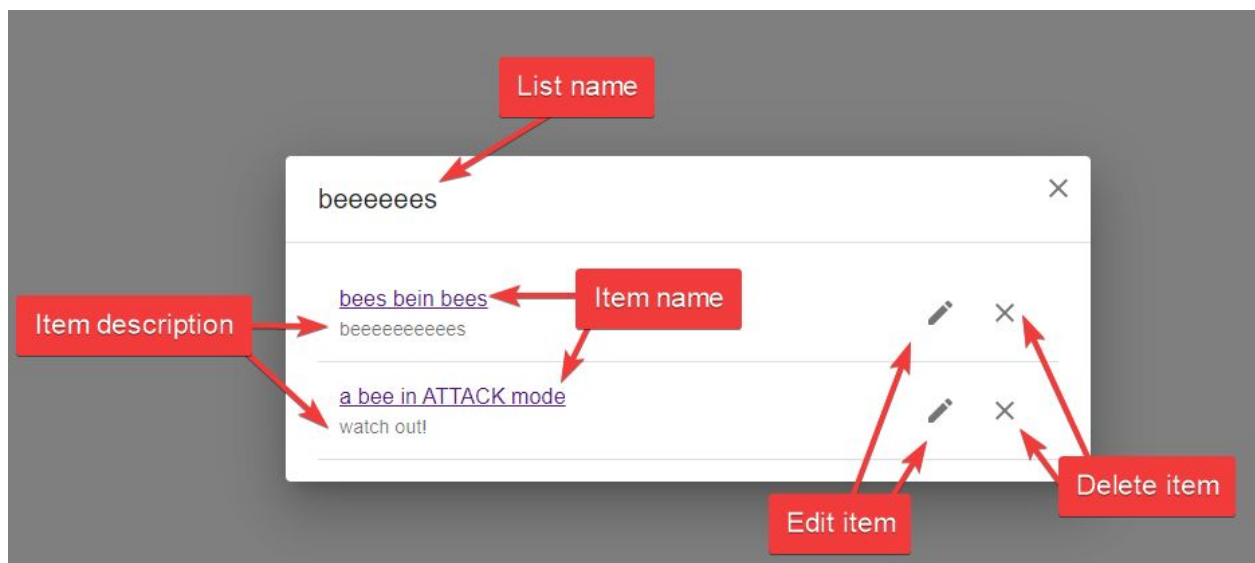 List name
beeeeees
bees bein bees
Item name
Item description
beeeeeeeeees
a bee in ATTACK mode
watch out!
Delete item
Edit item